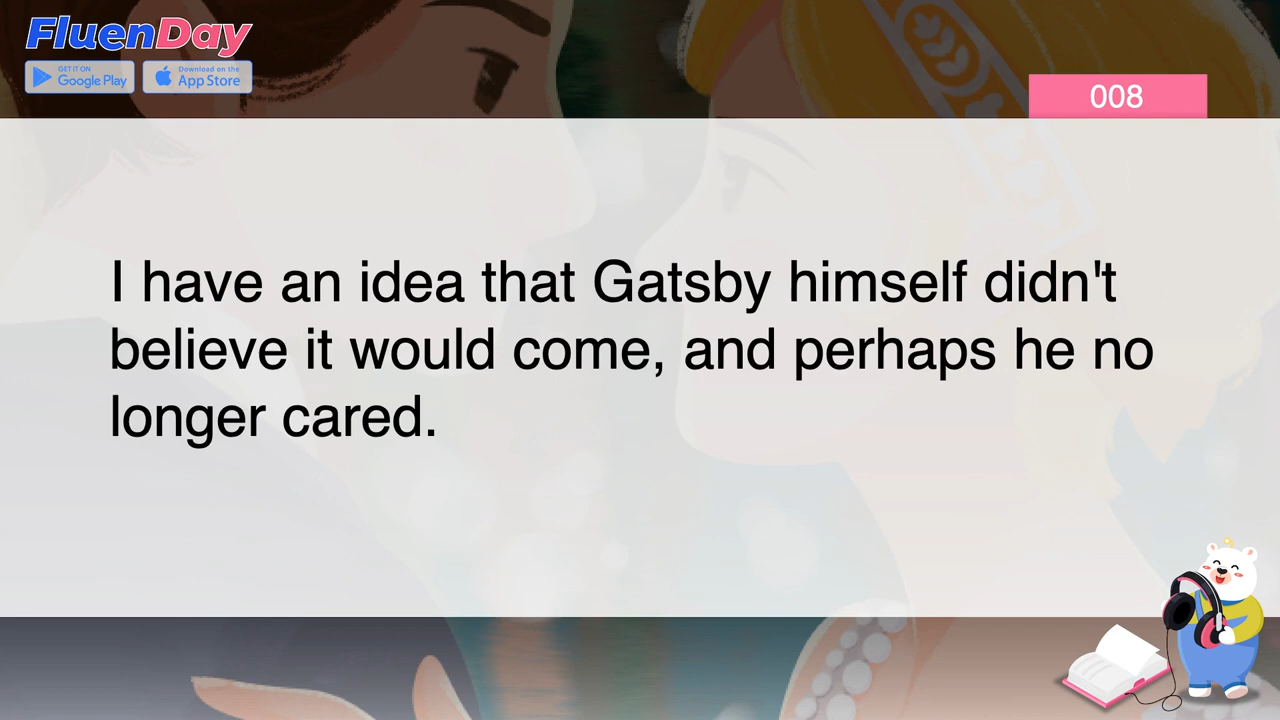 FluenDay
GET IT ON
Google Play
Download on the
App Store
008
I have an idea that Gatsby himself didn't
believe it would come, and perhaps he no
longer cared.